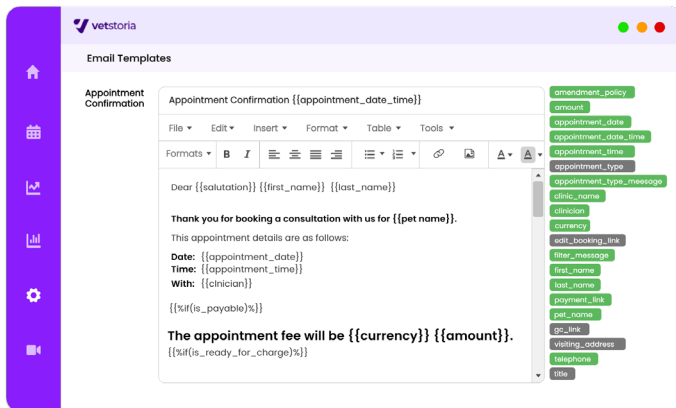 vetstoria
Email Templates
Appointment
Confirmation
Appointment Confirmation {{appointment_date_time}}
File Edit Insert Format Table Tools
Formats B I A A
Dear {{salutation}} {{first_name}} {{last_name}}
Thank you for booking a consultation with us for {{pet name}}.
This appointment details are as follows:
Date: {{appointment_date}}
Time: {{appointment_time}}
With: {{clnician}}
{{%if(is_payable)%}}
The appointment fee will be {{currency}} {{amount}}.
{{%if(is_ready_for_charge)%}}
amendment_policy
amount
appointment_date
appointment_date_time
appointment_time
appointment_type
appointment_type_meesage
clinic_name
clinician
currency
edit_booking_link
filter_message
first_name
last_name
payment_link
pet_name
gc_link
visiting_address
telephone
title